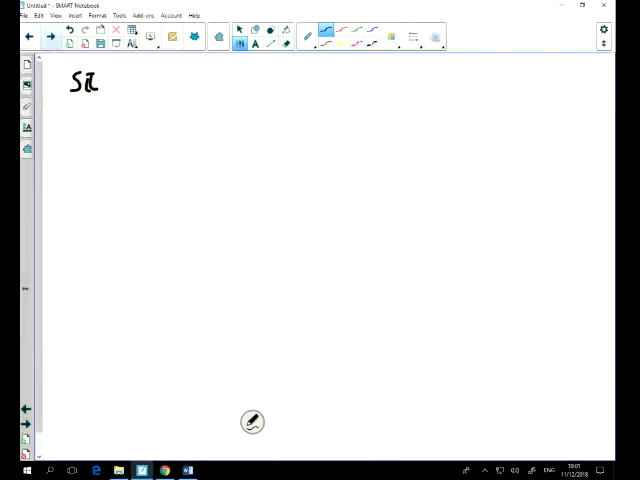 Untitled * - SMART Notebook
File Edit View Insert Format Tools Add-ons Account Help
ENG
10:01
11/12/2018